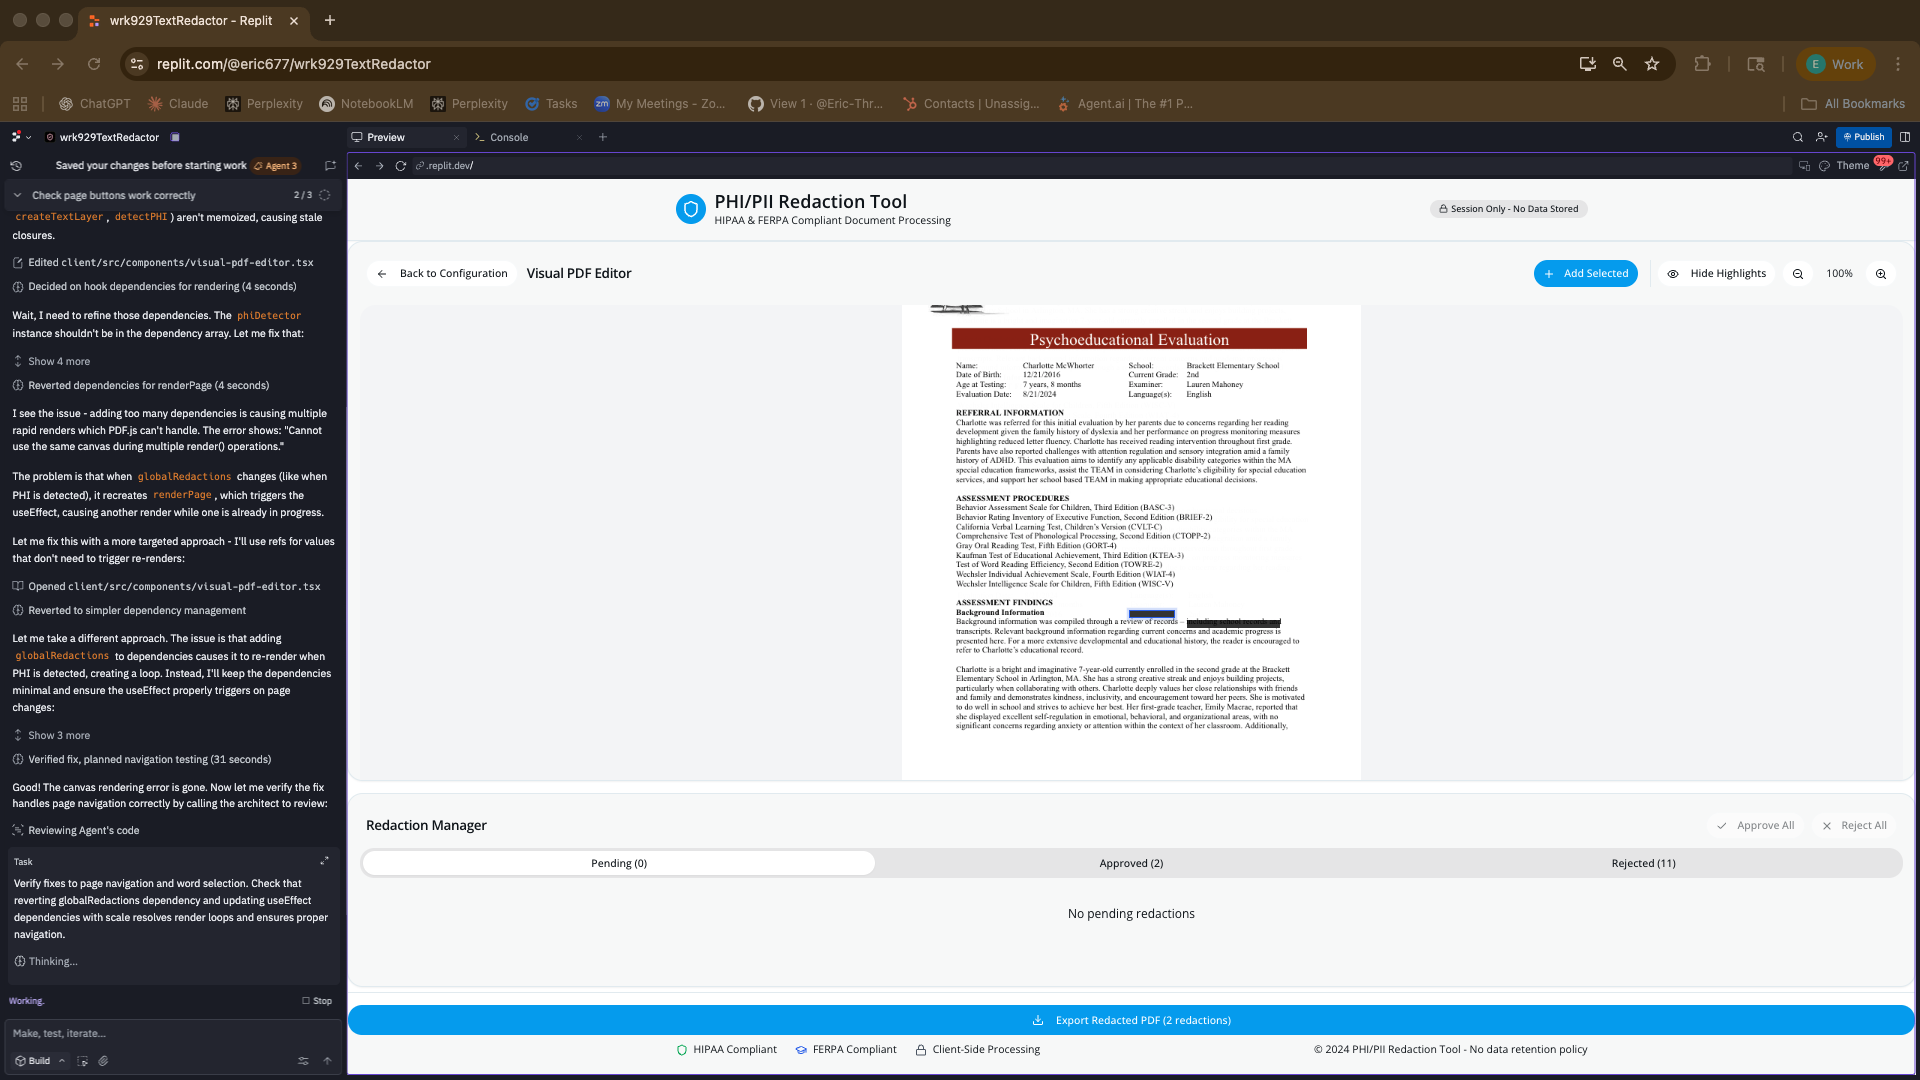 wrk929TextRedactor - Replit
replit.com/@eric677/wrk929TextRedactor
E Work
ChatGPT
Claude
Perplexity
NotebookLM
Perplexity
Tasks
zm My Meetings - Zo...
View 1 · @Eric-Thr...
Contacts | Unassig...
Agent.ai | The #1 P...
All Bookmarks
wrk929TextRedactor
Preview
Console
Publish
Saved your changes before starting work Agent 3
.replit.dev/
Theme
99+
Check page buttons work correctly 2 / 3
createTextLayer, detectPHI) aren't memoized, causing stale
closures.
Edited client/src/components/visual-pdf-editor.tsx
Decided on hook dependencies for rendering (4 seconds)
Wait, I need to refine those dependencies. The phiDetector
instance shouldn't be in the dependency array. Let me fix that:
Show 4 more
Reverted dependencies for renderPage (4 seconds)
I see the issue - adding too many dependencies is causing multiple
rapid renders which PDF.js can't handle. The error shows: "Cannot
use the same canvas during multiple render() operations."
The problem is that when globalRedactions changes (like when
PHI is detected), it recreates renderPage, which triggers the
useEffect, causing another render while one is already in progress.
Let me fix this with a more targeted approach - I'll use refs for values
that don't need to trigger re-renders:
Opened client/src/components/visual-pdf-editor.tsx
Reverted to simpler dependency management
Let me take a different approach. The issue is that adding
globalRedactions to dependencies causes it to re-render when
PHI is detected, creating a loop. Instead, I'll keep the dependencies
minimal and ensure the useEffect properly triggers on page
changes:
Show 3 more
Verified fix, planned navigation testing (31 seconds)
Good! The canvas rendering error is gone. Now let me verify the fix
handles page navigation correctly by calling the architect to review:
Reviewing Agent's code
Task
Verify fixes to page navigation and word selection. Check that
reverting globalRedactions dependency and updating useEffect
dependencies with scale resolves render loops and ensures proper
navigation.
Thinking...
Working.
Stop
Make, test, iterate...
Build
PHI/PII Redaction Tool
HIPAA & FERPA Compliant Document Processing
Session Only - No Data Stored
Back to Configuration
Visual PDF Editor
Add Selected
Hide Highlights
100%
Psychoeducational Evaluation
Name: Charlotte McWhorter School: Brackett Elementary School
Date of Birth: 12/21/2016 Current Grade: 2nd
Age at Testing: 7 years, 8 months Examiner: Lauren Mahoney
Evaluation Date: 8/21/2024 Language(s): English
REFERRAL INFORMATION
Charlotte was referred for this initial evaluation by her parents due to concerns regarding her reading
development given the family history of dyslexia and her performance on progress monitoring measures
highlighting reduced letter fluency. Charlotte has received reading intervention throughout first grade.
Parents have also reported challenges with attention regulation and sensory integration amid a family
history of ADHD. This evaluation aims to identify any applicable disability categories within the MA
special education frameworks, assist the TEAM in considering Charlotte's eligibility for special education
services, and support her school based TEAM in making appropriate educational decisions.
ASSESSMENT PROCEDURES
Behavior Assessment Scale for Children, Third Edition (BASC-3)
Behavior Rating Inventory of Executive Function, Second Edition (BRIEF-2)
California Verbal Learning Test, Children's Version (CVLT-C)
Comprehensive Test of Phonological Processing, Second Edition (CTOPP-2)
Gray Oral Reading Test, Fifth Edition (GORT-4)
Kaufman Test of Educational Achievement, Third Edition (KTEA-3)
Test of Word Reading Efficiency, Second Edition (TOWRE-2)
Wechsler Individual Achievement Scale, Fourth Edition (WIAT-4)
Wechsler Intelligence Scale for Children, Fifth Edition (WISC-V)
ASSESSMENT FINDINGS
Background Information
Background information was compiled through a review of records – including school records and
transcripts. Relevant background information regarding current concerns and academic progress is
presented here. For a more extensive developmental and educational history, the reader is encouraged to
refer to Charlotte's educational record.
Charlotte is a bright and imaginative 7-year-old currently enrolled in the second grade at the Brackett
Elementary School in Arlington, MA. She has a strong creative streak and enjoys building projects,
particularly when collaborating with others. Charlotte deeply values her close relationships with friends
and family and demonstrates kindness, inclusivity, and encouragement toward her peers. She is motivated
to do well in school and strives to achieve her best. Her first-grade teacher, Emily Macrae, reported that
she displayed excellent self-regulation in emotional, behavioral, and organizational areas, with no
significant concerns regarding anxiety or attention within the context of her classroom. Additionally,
Redaction Manager
Approve All
Reject All
Pending (0)
Approved (2)
Rejected (11)
No pending redactions
Export Redacted PDF (2 redactions)
HIPAA Compliant
FERPA Compliant
Client-Side Processing
© 2024 PHI/PII Redaction Tool - No data retention policy